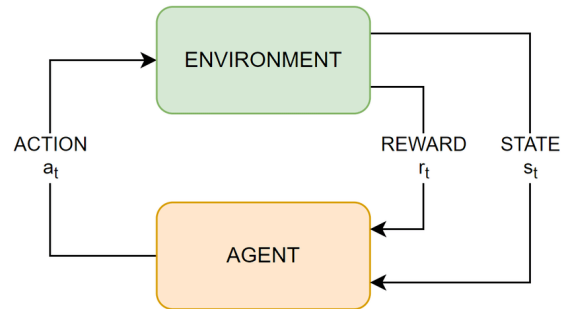 ENVIRONMENT
ACTION
a_t
REWARD
r_t
STATE
s_t
AGENT